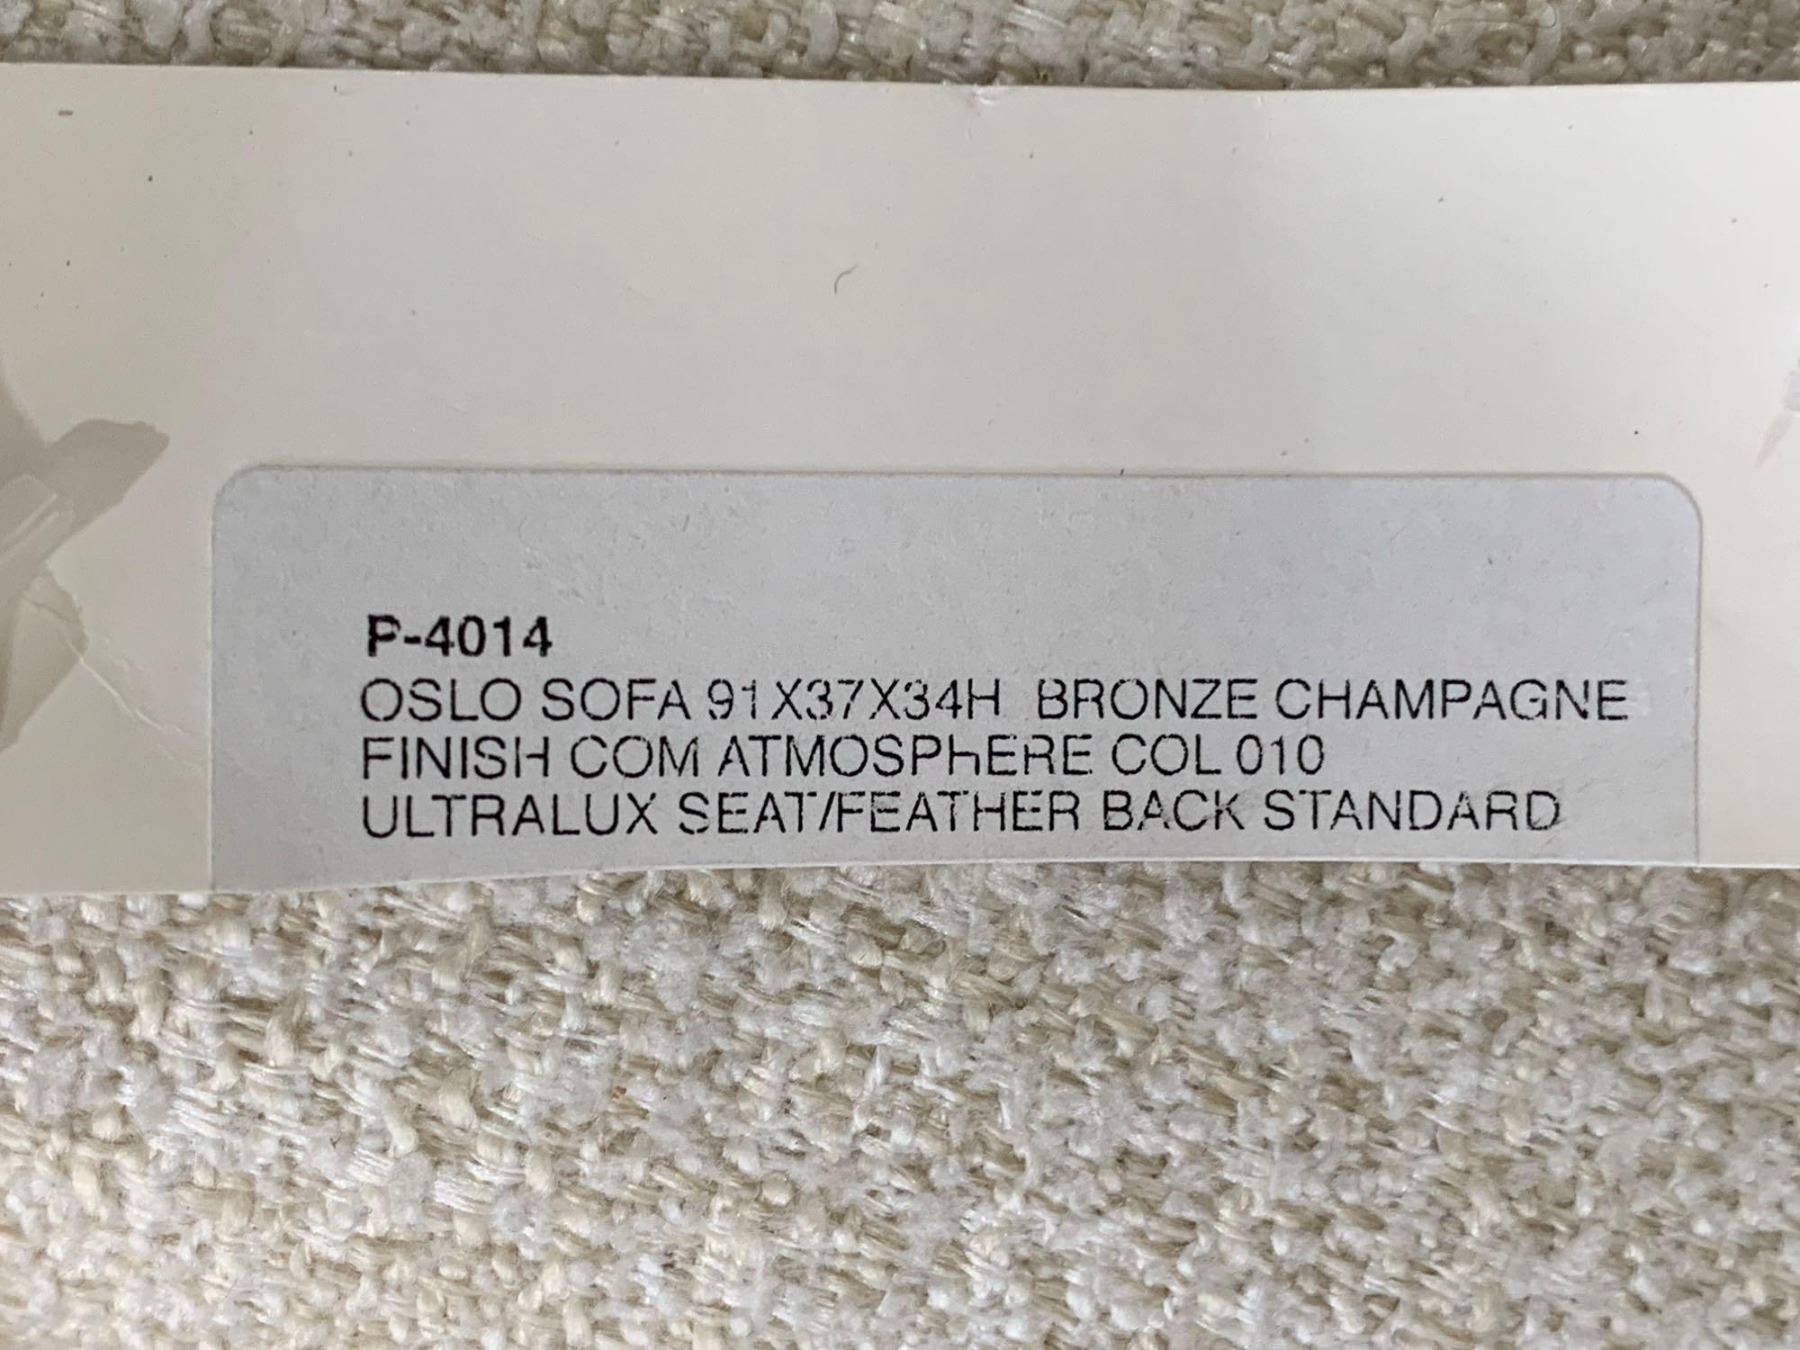 P-4014
OSLO SOFA 91X37X34H BRONZE CHAMPAGNE
FINISH COM ATMOSPHERE COL 010
ULTRALUX SEAT/FEATHER BACK STANDARD